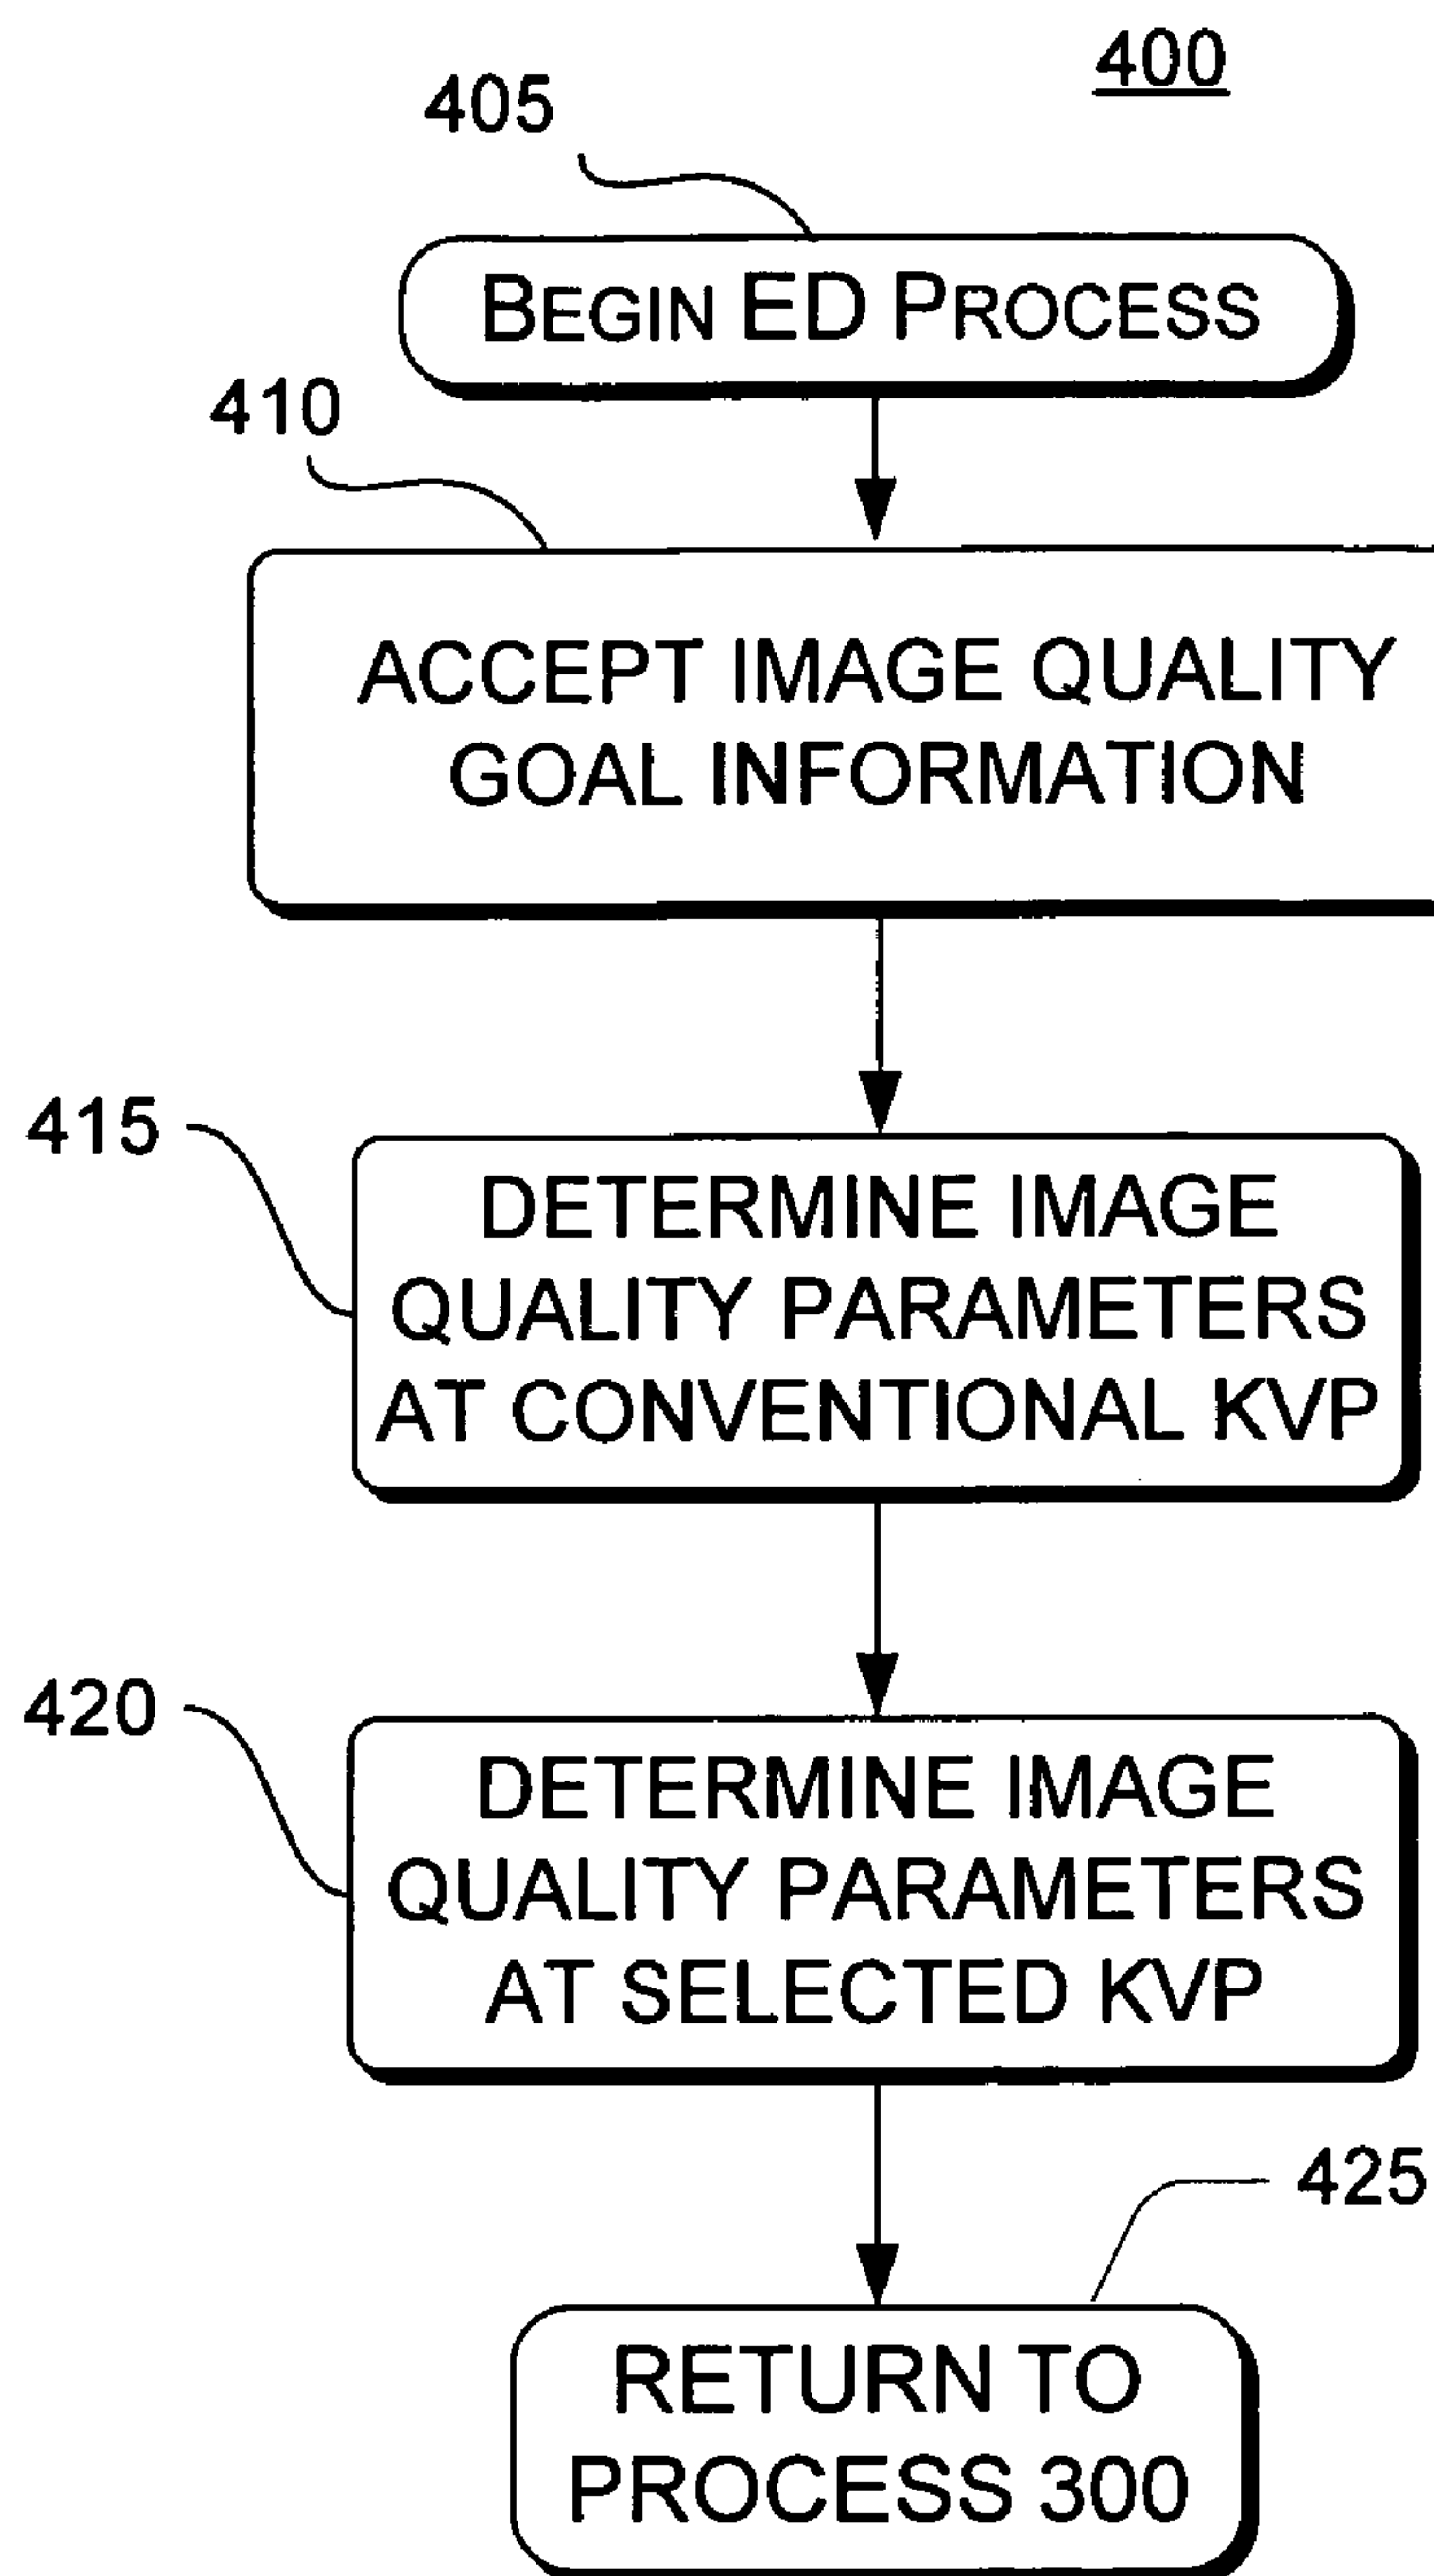 400
405
BEGIN ED PROCESS
410
ACCEPT IMAGE QUALITY
GOAL INFORMATION
415
DETERMINE IMAGE
QUALITY PARAMETERS
AT CONVENTIONAL KVP
420
DETERMINE IMAGE
QUALITY PARAMETERS
AT SELECTED KVP
425
RETURN TO
PROCESS 300